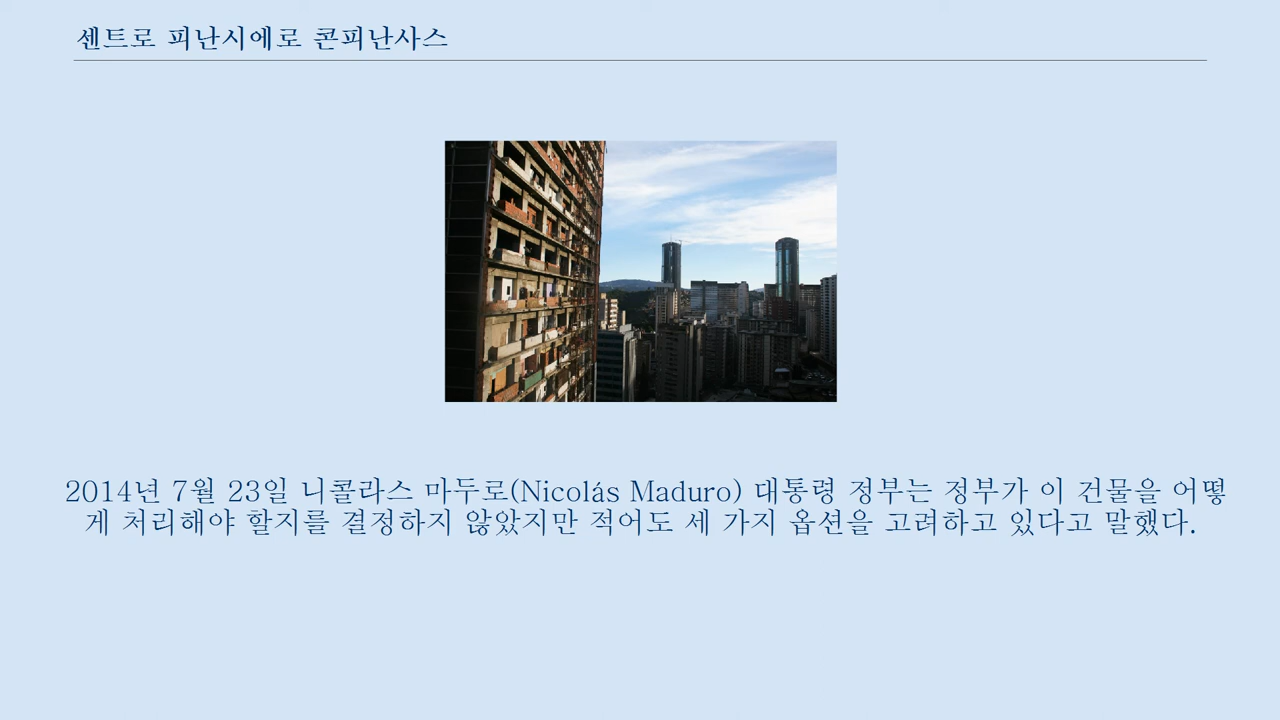 센트로 피난시에로 콘피난사스
2014년 7월 23일 니콜라스 마두로(Nicolás Maduro) 대통령 정부는 정부가 이 건물을 어떻
게 처리해야 할지를 결정하지 않았지만 적어도 세 가지 옵션을 고려하고 있다고 말했다.